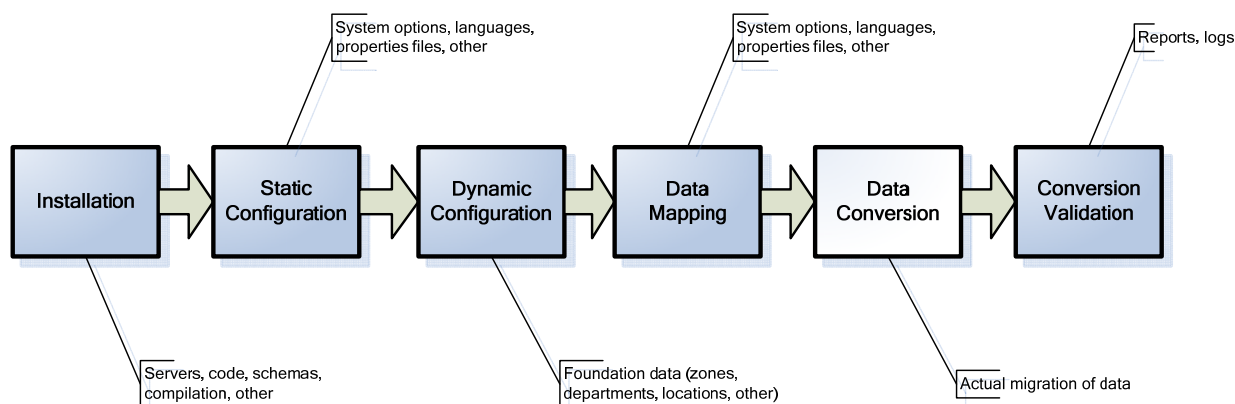 System options, languages,
properties files, other
System options, languages,
properties files, other
Reports, logs
Installation
Static
Configuration
Dynamic
Configuration
Data
Mapping
Data
Conversion
Conversion
Validation
Servers, code, schemas,
compilation, other
Foundation data (zones,
departments, locations, other)
Actual migration of data